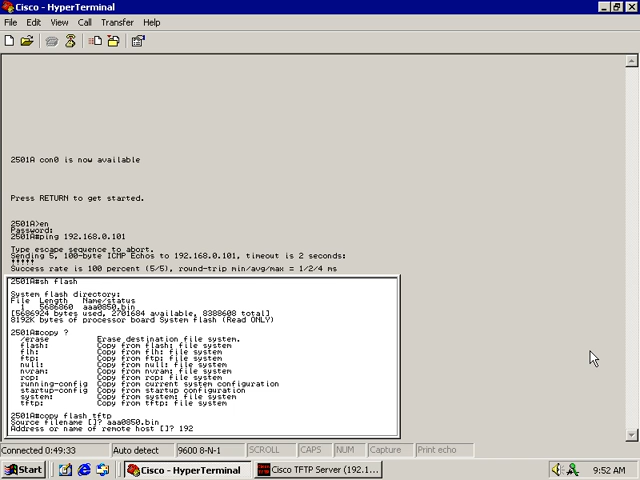 Cisco - HyperTerminal
File Edit View Call Transfer Help
2501A con0 is now available
Press RETURN to get started.
2501A>en
Password:
2501A#ping 192.168.0.101
Type escape sequence to abort.
Sending 5, 100-byte ICMP Echos to 192.168.0.101, timeout is 2 seconds:
!!!!!
Success rate is 100 percent (5/5), round-trip min/avg/max = 1/2/4 ms
2501A#sh flash
System flash directory:
File Length Name/status
1 5686860 aaa0850.bin
[5686924 bytes used, 2701684 available, 8388608 total]
8192K bytes of processor board System flash (Read ONLY)
2501A#copy ?
/erase Erase destination file system.
flash: Copy from flash: file system
flh: Copy from flh: file system
ftp: Copy from ftp: file system
null: Copy from null: file system
nvram: Copy from nvram: file system
rcp: Copy from rcp: file system
running-config Copy from current system configuration
startup-config Copy from startup configuration
system: Copy from system: file system
tftp: Copy from tftp: file system
2501A#copy flash tftp
Source filename []? aaa0850.bin
Address or name of remote host []? 192
Connected 0:49:33 Auto detect 9600 8-N-1 SCROLL CAPS NUM Capture Print echo
Start Cisco - HyperTerminal Cisco TFTP Server (192.1... 9:52 AM